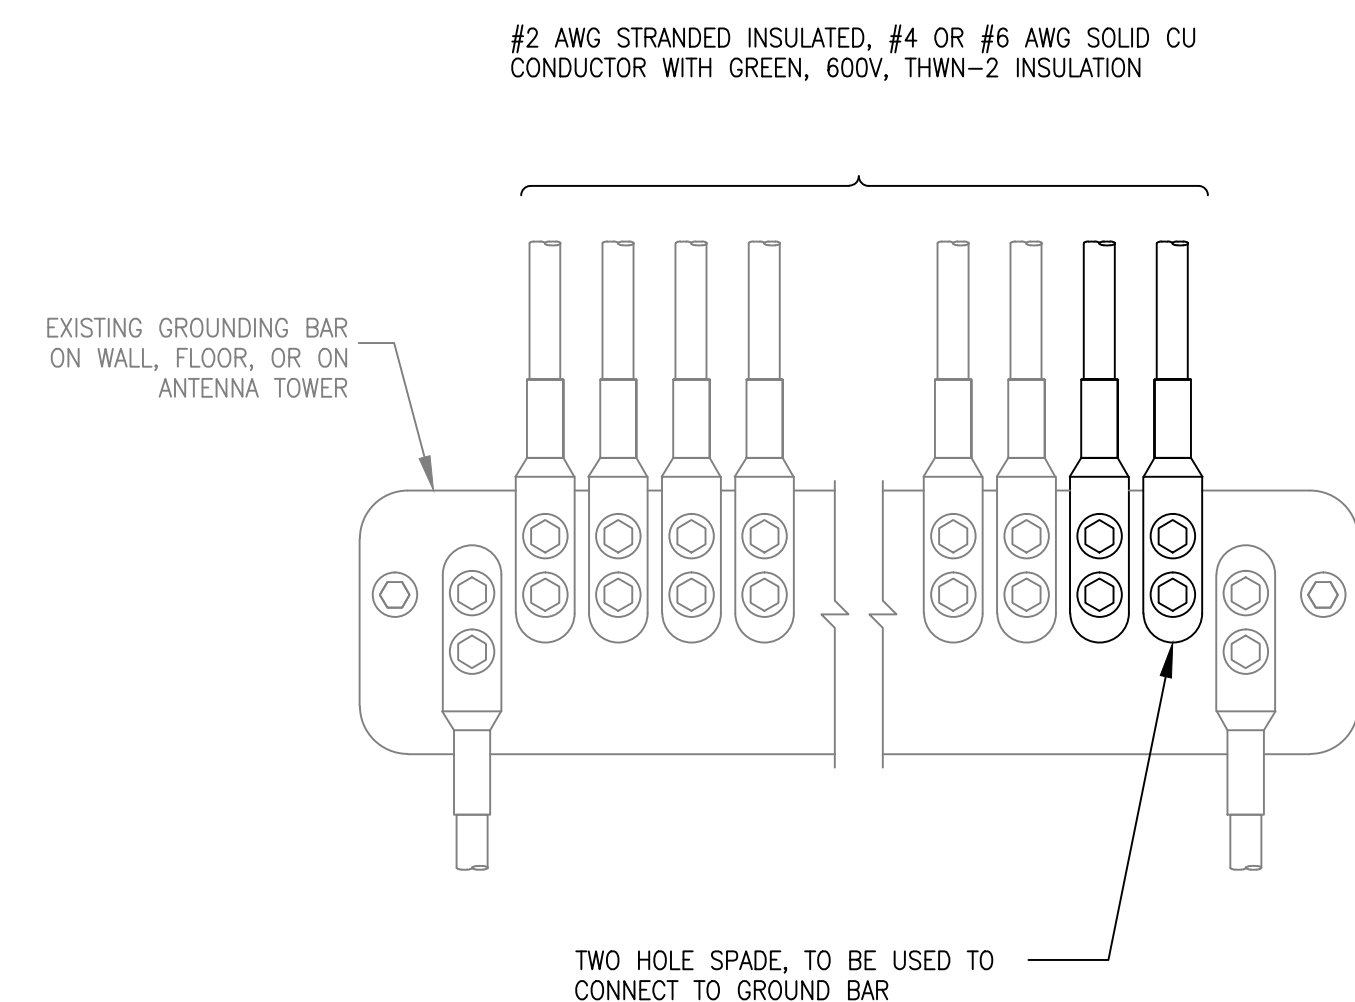 #2 AWG STRANDED INSULATED, #4 OR #6 AWG SOLID CU
CONDUCTOR WITH GREEN, 600V, THWN-2 INSULATION
EXISTING GROUNDING BAR
ON WALL, FLOOR, OR ON
ANTENNA TOWER
TWO HOLE SPADE, TO BE USED TO
CONNECT TO GROUND BAR